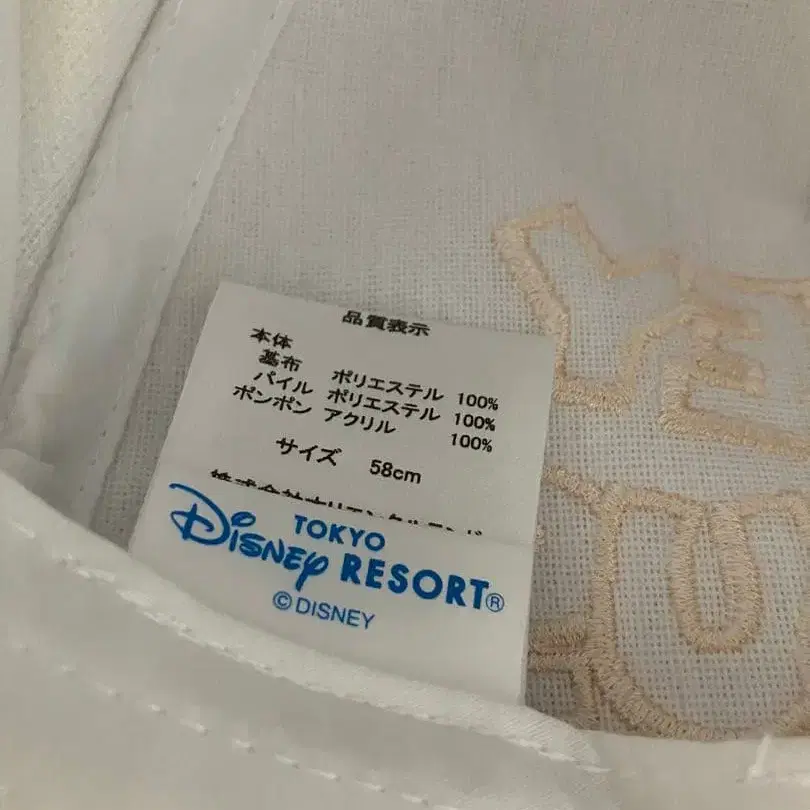 品質表示
本体
基布 ポリエステル 100%
パイル ポリエステル 100%
ポンポン アクリル 100%
サイズ 58cm
TOKYO
Disney RESORT®
© DISNEY